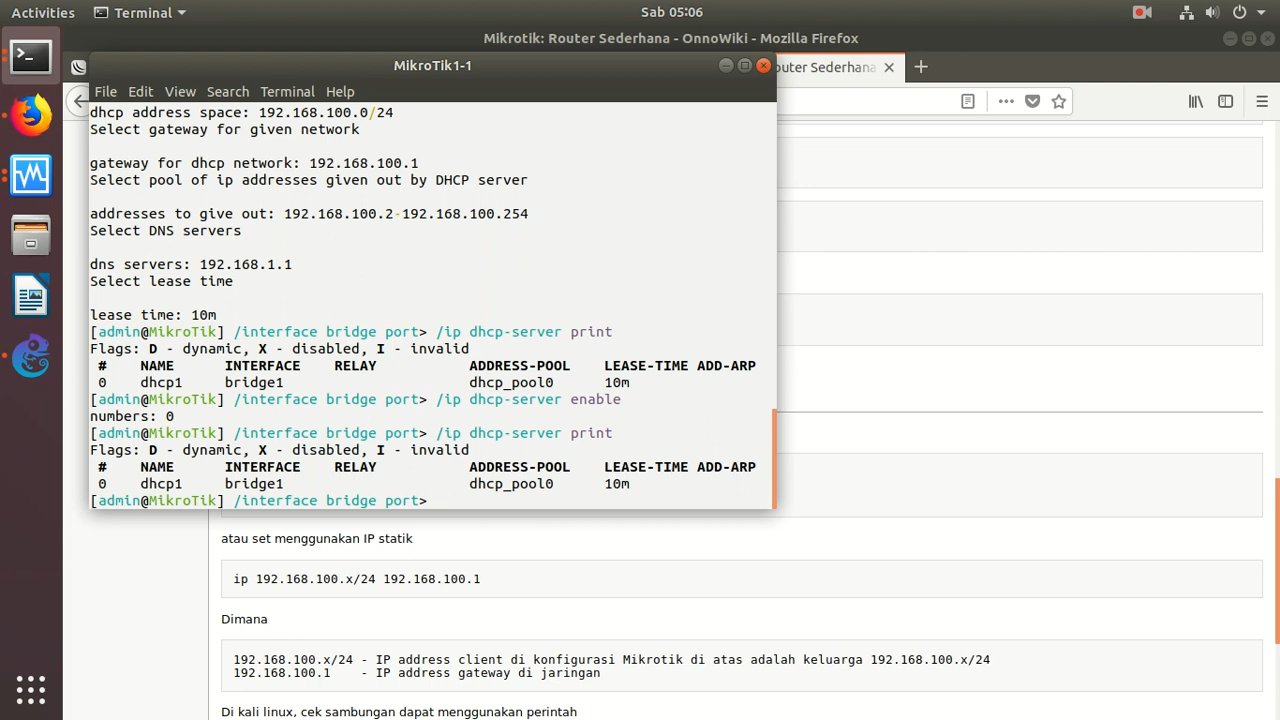 Activities
Terminal
Sab 05:06
Mikrotik: Router Sederhana - OnnoWiki - Mozilla Firefox
MikroTik1-1
outer Sederhana
File Edit View Search Terminal Help
dhcp address space: 192.168.100.0/24
Select gateway for given network
gateway for dhcp network: 192.168.100.1
Select pool of ip addresses given out by DHCP server
addresses to give out: 192.168.100.2-192.168.100.254
Select DNS servers
dns servers: 192.168.1.1
Select lease time
lease time: 10m
[admin@MikroTik] /interface bridge port> /ip dhcp-server print
Flags: D - dynamic, X - disabled, I - invalid
# NAME INTERFACE RELAY ADDRESS-POOL LEASE-TIME ADD-ARP
0 dhcp1 bridge1 dhcp_pool0 10m
[admin@MikroTik] /interface bridge port> /ip dhcp-server enable
numbers: 0
[admin@MikroTik] /interface bridge port> /ip dhcp-server print
Flags: D - dynamic, X - disabled, I - invalid
# NAME INTERFACE RELAY ADDRESS-POOL LEASE-TIME ADD-ARP
0 dhcp1 bridge1 dhcp_pool0 10m
[admin@MikroTik] /interface bridge port>
atau set menggunakan IP statik
ip 192.168.100.x/24 192.168.100.1
Dimana
192.168.100.x/24 - IP address client di konfigurasi Mikrotik di atas adalah keluarga 192.168.100.x/24
192.168.100.1 - IP address gateway di jaringan
Di kali linux, cek sambungan dapat menggunakan perintah